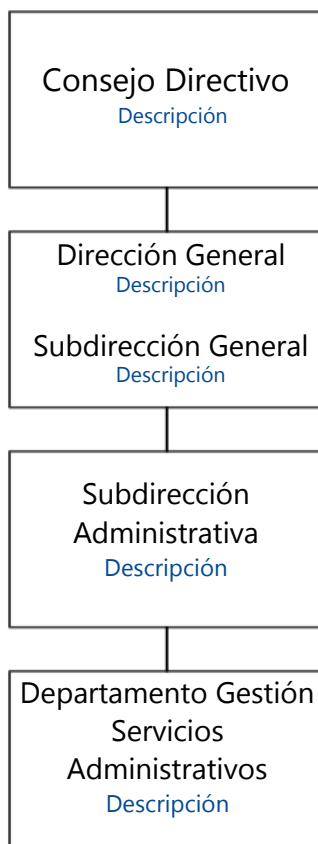 Consejo Directivo
Descripción
Dirección General
Descripción
Subdirección General
Descripción
Subdirección
Administrativa
Descripción
Departamento Gestión
Servicios
Administrativos
Descripción